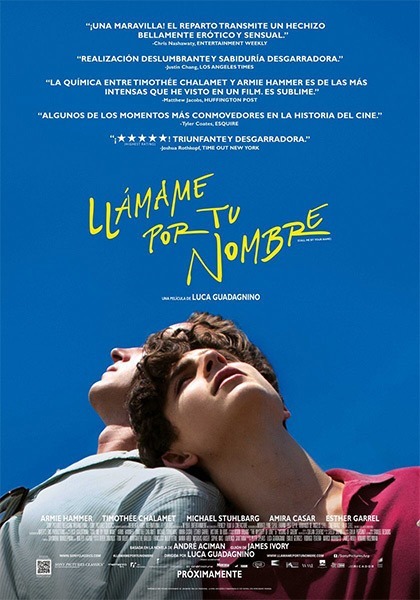 “¡UNA MARAVILLA! EL REPARTO TRANSMITE UN HECHIZO
BELLAMENTE ERÓTICO Y SENSUAL.”
-Chris Nashawaty, ENTERTAINMENT WEEKLY
“REALIZACIÓN DESLUMBRANTE Y SABIDURÍA DESGARRADORA.”
-Justin Chang, LOS ANGELES TIMES
“LA QUÍMICA ENTRE TIMOTHÉE CHALAMET Y ARMIE HAMMER ES DE LAS MÁS
INTENSAS QUE HE VISTO EN UN FILM. ES SUBLIME.”
-Matthew Jacobs, HUFFINGTON POST
“ALGUNOS DE LOS MOMENTOS MÁS CONMOVEDORES EN LA HISTORIA DEL CINE.”
-Tyler Coates, ESQUIRE
“¡★★★★★! TRIUNFANTE Y DESGARRADORA.”
HIGHEST RATING!
-Joshua Rothkopf, TIME OUT NEW YORK
LLÁMAME
POR TU
NOMBRE
(CALL ME BY YOUR NAME)
UNA PELÍCULA DE LUCA GUADAGNINO
ARMIE HAMMER TIMOTHÉE CHALAMET MICHAEL STUHLBARG AMIRA CASAR ESTHER GARREL
BASADA EN LA NOVELA DE ANDRÉ ACIMAN GUIÓN DE JAMES IVORY
DIRIGIDA POR LUCA GUADAGNINO
PRÓXIMAMENTE